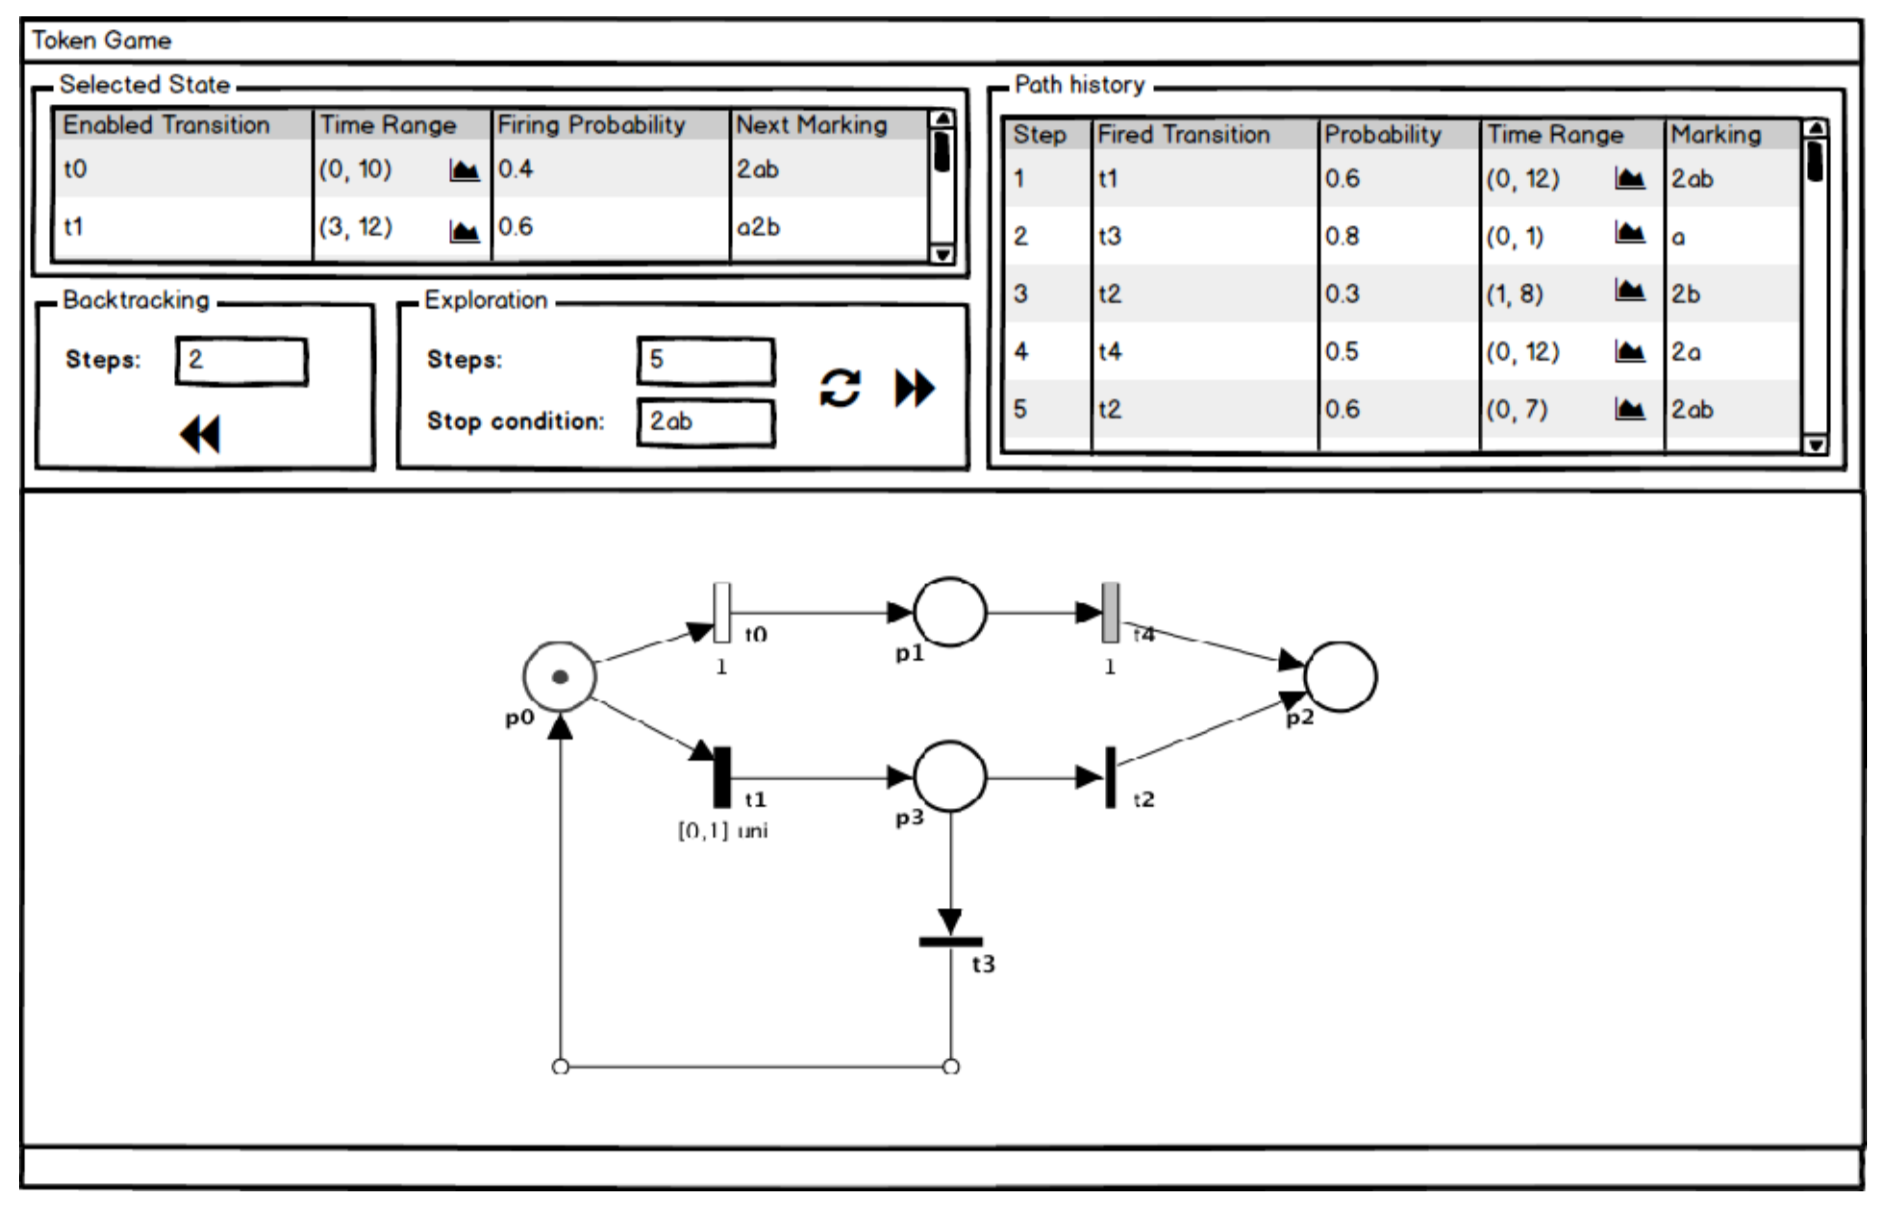 Token Game
Selected State
Enabled Transition Time Range Firing Probability Next Marking
t0 (0, 10) 0.4 2ab
t1 (3, 12) 0.6 a2b
Backtracking
Steps: 2
Exploration
Steps: 5
Stop condition: 2ab
Path history
Step Fired Transition Probability Time Range Marking
1 t1 0.6 (0, 12) 2ab
2 t3 0.8 (0, 1) a
3 t2 0.3 (1, 8) 2b
4 t4 0.5 (0, 12) 2a
5 t2 0.6 (0, 7) 2ab
t0
1
p1
t4
1
p0
p2
t1
[0,1] uni
p3
t2
t3